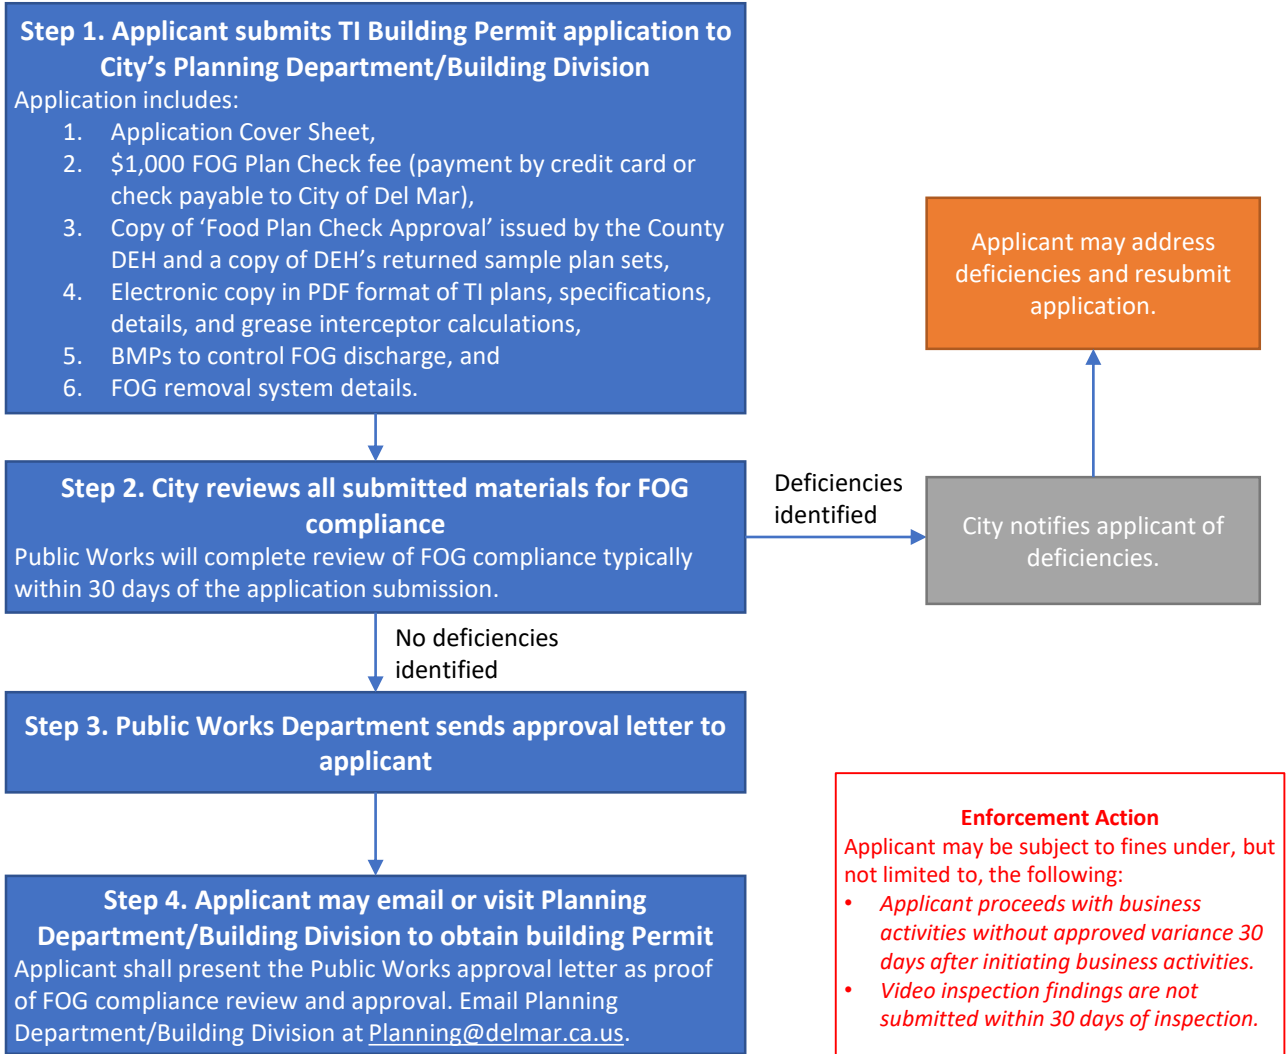 Step 1. Applicant submits TI Building Permit application to
City's Planning Department/Building Division
Application includes:
1. Application Cover Sheet,
2. $1,000 FOG Plan Check fee (payment by credit card or
check payable to City of Del Mar),
3. Copy of ‘Food Plan Check Approval’ issued by the County
DEH and a copy of DEH's returned sample plan sets,
4. Electronic copy in PDF format of TI plans, specifications,
details, and grease interceptor calculations,
5. BMPs to control FOG discharge, and
6. FOG removal system details.
Applicant may address
deficiencies and resubmit
application.
Step 2. City reviews all submitted materials for FOG
compliance
Public Works will complete review of FOG compliance typically
within 30 days of the application submission.
Deficiencies
identified
City notifies applicant of
deficiencies.
No deficiencies
identified
Step 3. Public Works Department sends approval letter to
applicant
Step 4. Applicant may email or visit Planning
Department/Building Division to obtain building Permit
Applicant shall present the Public Works approval letter as proof
of FOG compliance review and approval. Email Planning
Department/Building Division at Planning@delmar.ca.us.
Enforcement Action
Applicant may be subject to fines under, but
not limited to, the following:
• Applicant proceeds with business
activities without approved variance 30
days after initiating business activities.
• Video inspection findings are not
submitted within 30 days of inspection.